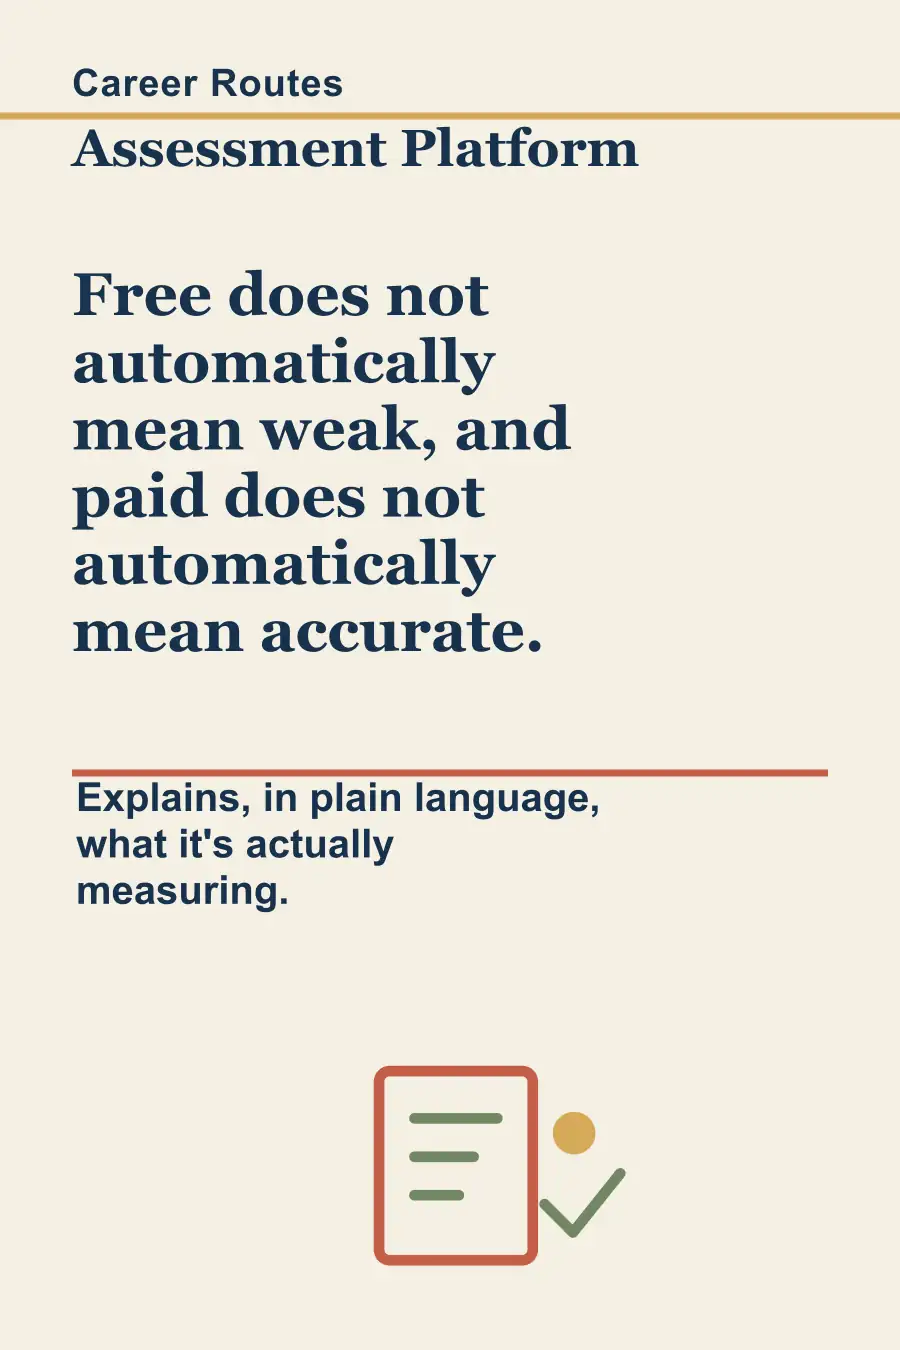 Career Routes
Assessment Platform
Free does not
automatically
mean weak, and
paid does not
automatically
mean accurate.
Explains, in plain language,
what it's actually
measuring.